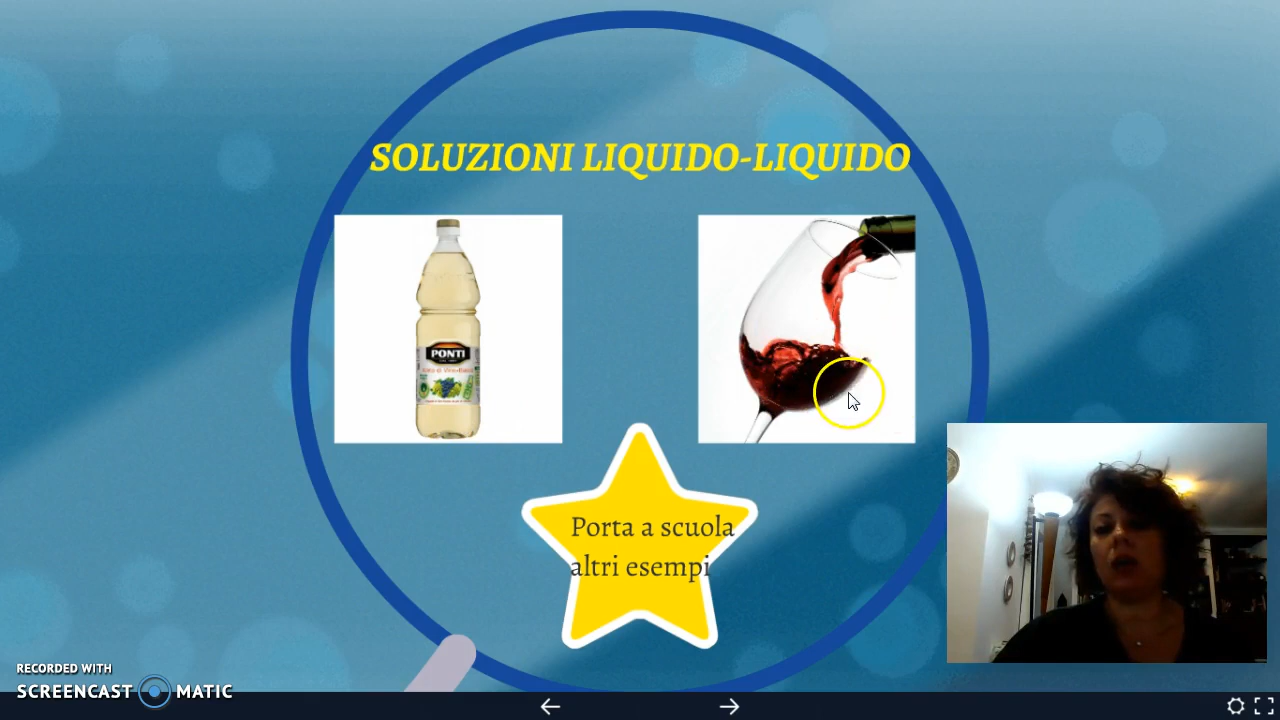 SOLUZIONI LIQUIDO-LIQUIDO
PONTI
Porta a scuola
altri esempi
RECORDED WITH
SCREENCAST MATIC